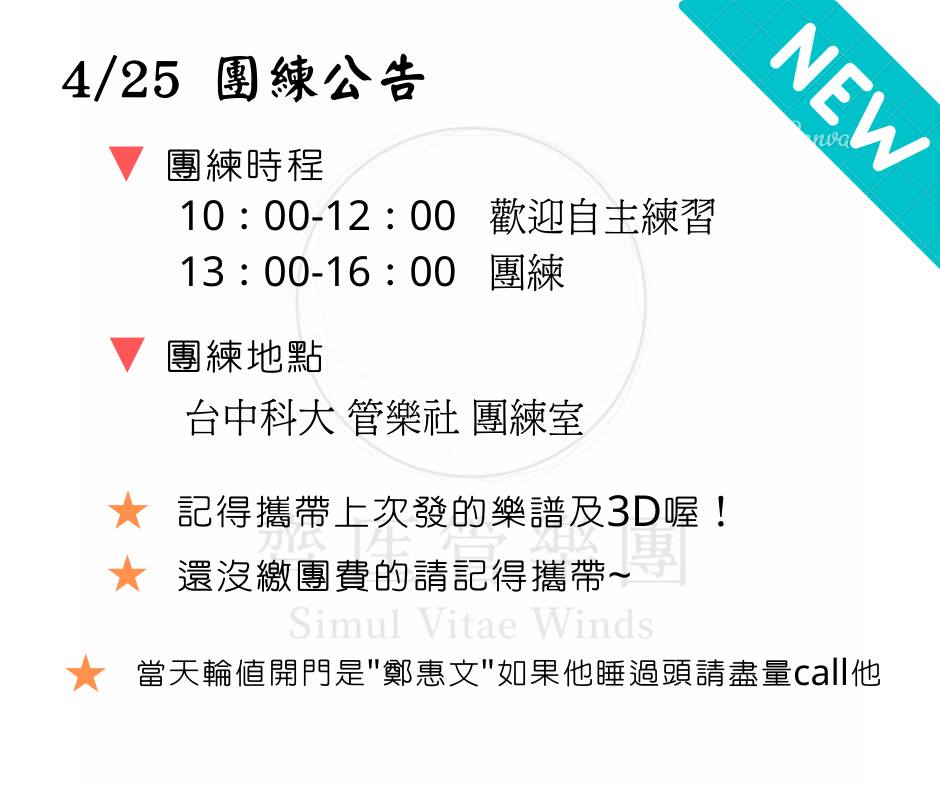 4/25 團練公告
NEW
團練時程
10：00-12：00 歡迎自主練習
13：00-16：00 團練
團練地點
台中科大 管樂社 團練室
記得攜帶上次發的樂譜及3D喔！
還沒繳團費的請記得攜帶~
管樂團
Simul Vitae Winds
當天輪值開門是"鄭惠文"如果他睡過頭請盡量call他